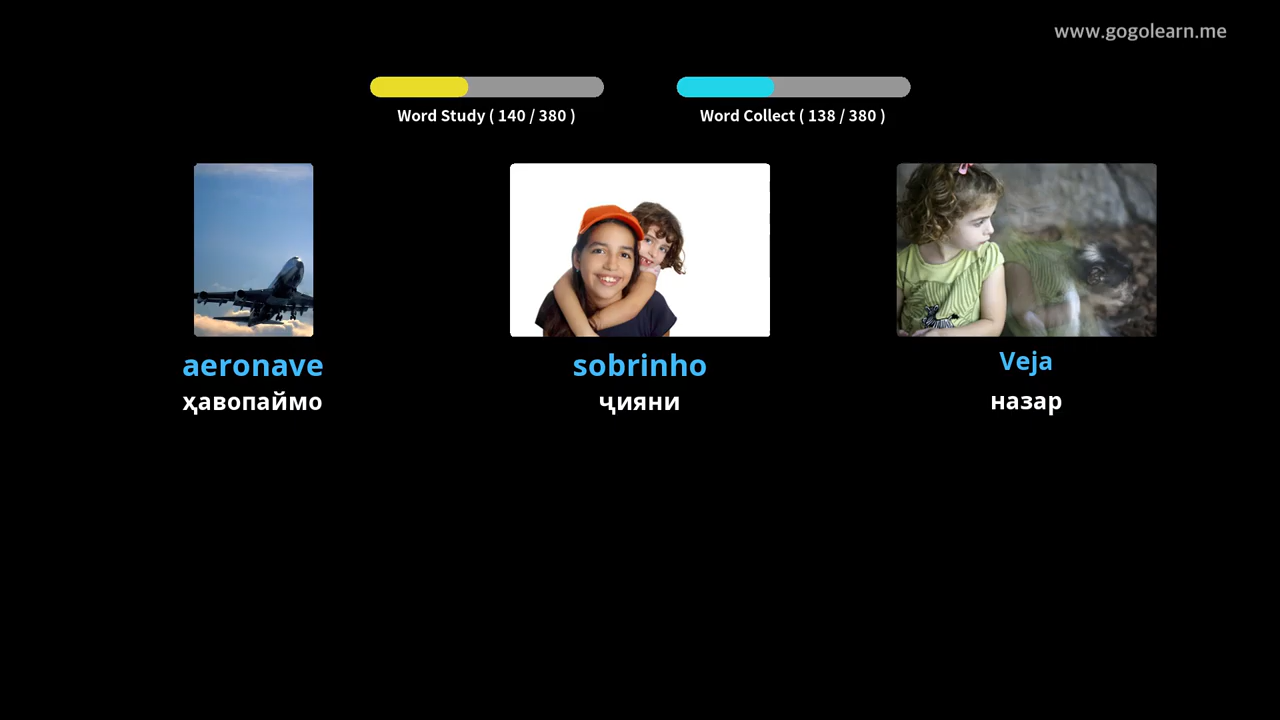 www.gogolearn.me
Word Study ( 140 / 380 )
Word Collect ( 138 / 380 )
aeronave
sobrinho
Veja
ҳавопаймо
ҷияни
назар